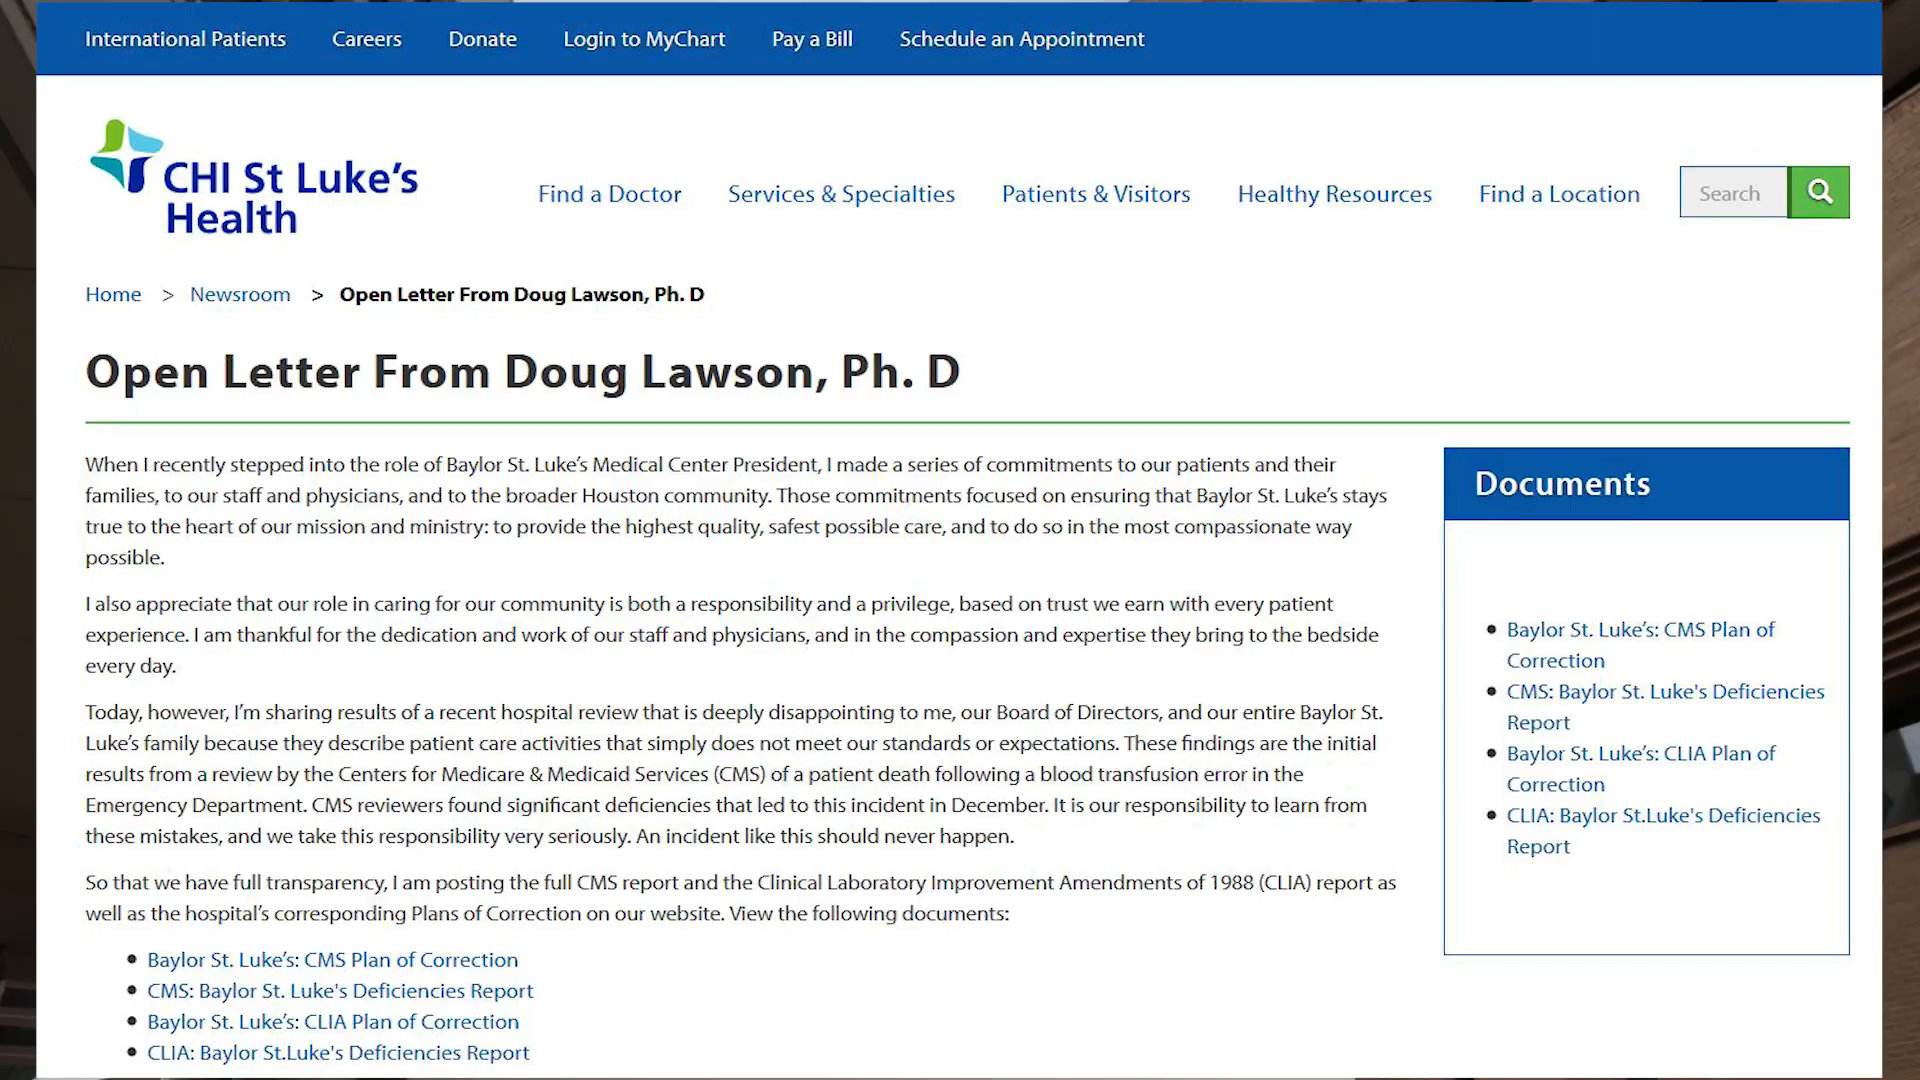 International Patients Careers Donate Login to MyChart Pay a Bill Schedule an Appointment
CHI St Luke's
Health
Find a Doctor Services & Specialties Patients & Visitors Healthy Resources Find a Location Search
Home > Newsroom > Open Letter From Doug Lawson, Ph. D
Open Letter From Doug Lawson, Ph. D
When I recently stepped into the role of Baylor St. Luke’s Medical Center President, I made a series of commitments to our patients and their
families, to our staff and physicians, and to the broader Houston community. Those commitments focused on ensuring that Baylor St. Luke’s stays
true to the heart of our mission and ministry: to provide the highest quality, safest possible care, and to do so in the most compassionate way
possible.
I also appreciate that our role in caring for our community is both a responsibility and a privilege, based on trust we earn with every patient
experience. I am thankful for the dedication and work of our staff and physicians, and in the compassion and expertise they bring to the bedside
every day.
Today, however, I’m sharing results of a recent hospital review that is deeply disappointing to me, our Board of Directors, and our entire Baylor St.
Luke’s family because they describe patient care activities that simply does not meet our standards or expectations. These findings are the initial
results from a review by the Centers for Medicare & Medicaid Services (CMS) of a patient death following a blood transfusion error in the
Emergency Department. CMS reviewers found significant deficiencies that led to this incident in December. It is our responsibility to learn from
these mistakes, and we take this responsibility very seriously. An incident like this should never happen.
So that we have full transparency, I am posting the full CMS report and the Clinical Laboratory Improvement Amendments of 1988 (CLIA) report as
well as the hospital’s corresponding Plans of Correction on our website. View the following documents:
• Baylor St. Luke’s: CMS Plan of Correction
• CMS: Baylor St. Luke's Deficiencies Report
• Baylor St. Luke’s: CLIA Plan of Correction
• CLIA: Baylor St.Luke's Deficiencies Report
Documents
• Baylor St. Luke’s: CMS Plan of
Correction
• CMS: Baylor St. Luke's Deficiencies
Report
• Baylor St. Luke’s: CLIA Plan of
Correction
• CLIA: Baylor St.Luke's Deficiencies
Report